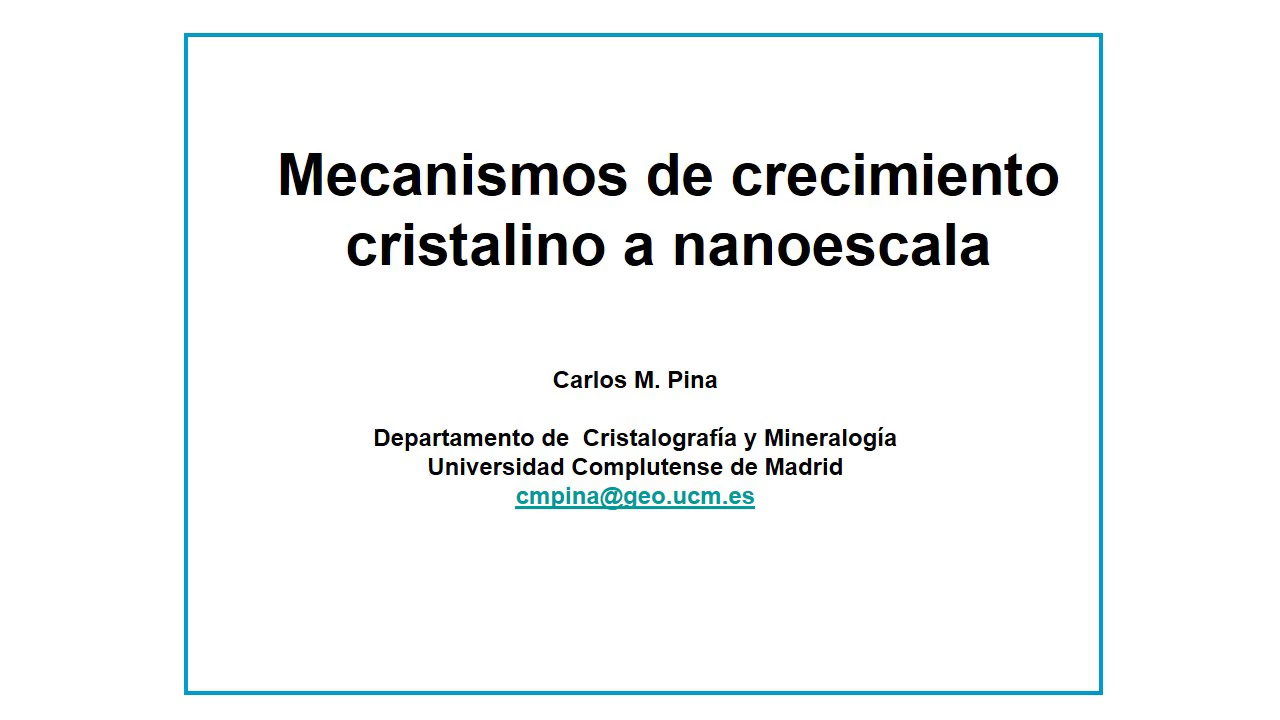 Mecanismos de crecimiento
cristalino a nanoescala
Carlos M. Pina
Departamento de  Cristalografía y Mineralogía
Universidad Complutense de Madrid
cmpina@geo.ucm.es